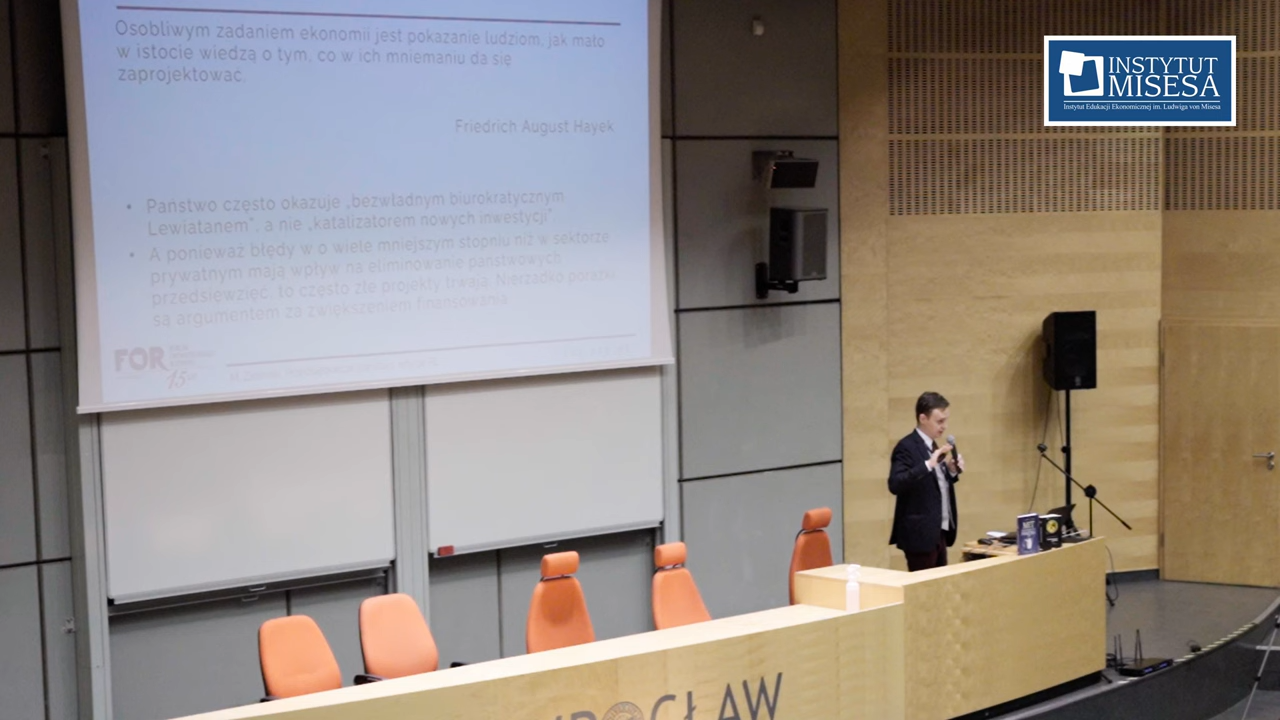 Osobliwym zadaniem ekonomii jest pokazanie ludziom, jak mało
w istocie wiedzą o tym, co w ich mniemaniu da się
zaprojektować.
Friedrich August Hayek
• Państwo często okazuje „bezwładnym biurokratycznym
Lewiatanem”, a nie „katalizatorem nowych inwestycji”
• A ponieważ błędy w o wiele mniejszym stopniu niż w sektorze
prywatnym mają wpływ na eliminowanie państwowych
przedsięwzięć, to często złe projekty trwają. Nierzadko porażki
są argumentem za zwiększeniem finansowania.
FOR
15
INSTYTUT
MISESA
Instytut Edukacji Ekonomicznej im. Ludwiga von Misesa
WROCŁAW